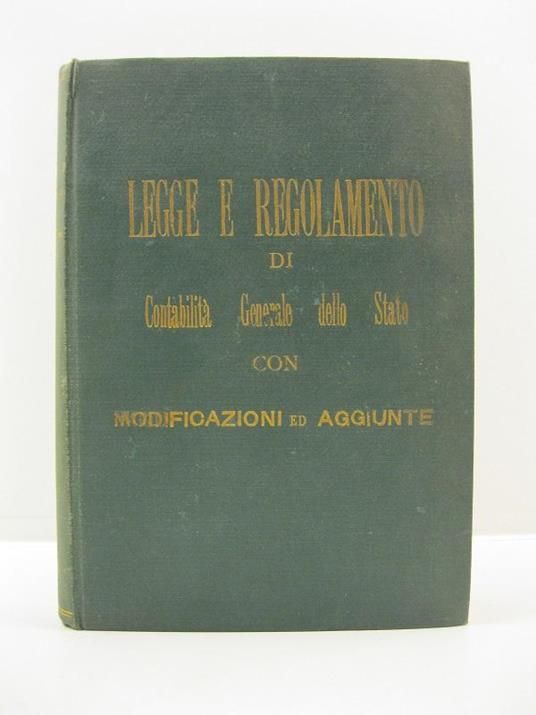 LEGGE E REGOLAMENTO
DI
Contabilità Generale dello Stato
CON
MODIFICAZIONI ED AGGIUNTE